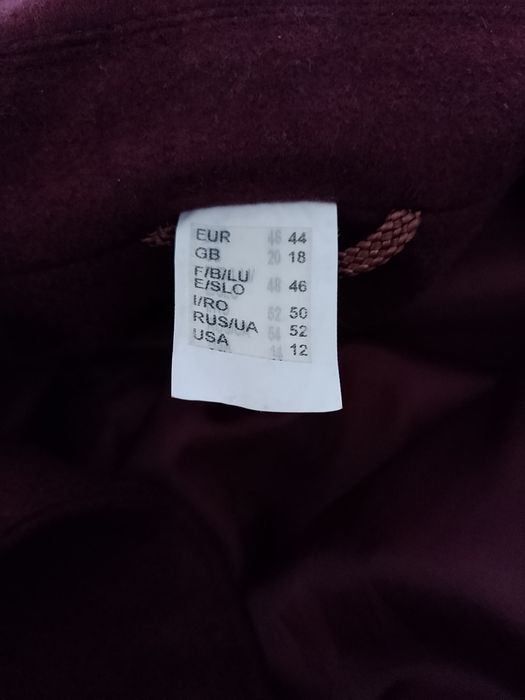 EUR 46 44
GB 20 18
F/B/LU
E/SLO 48 46
I/RO 52 50
RUS/UA 54 52
USA 14 12